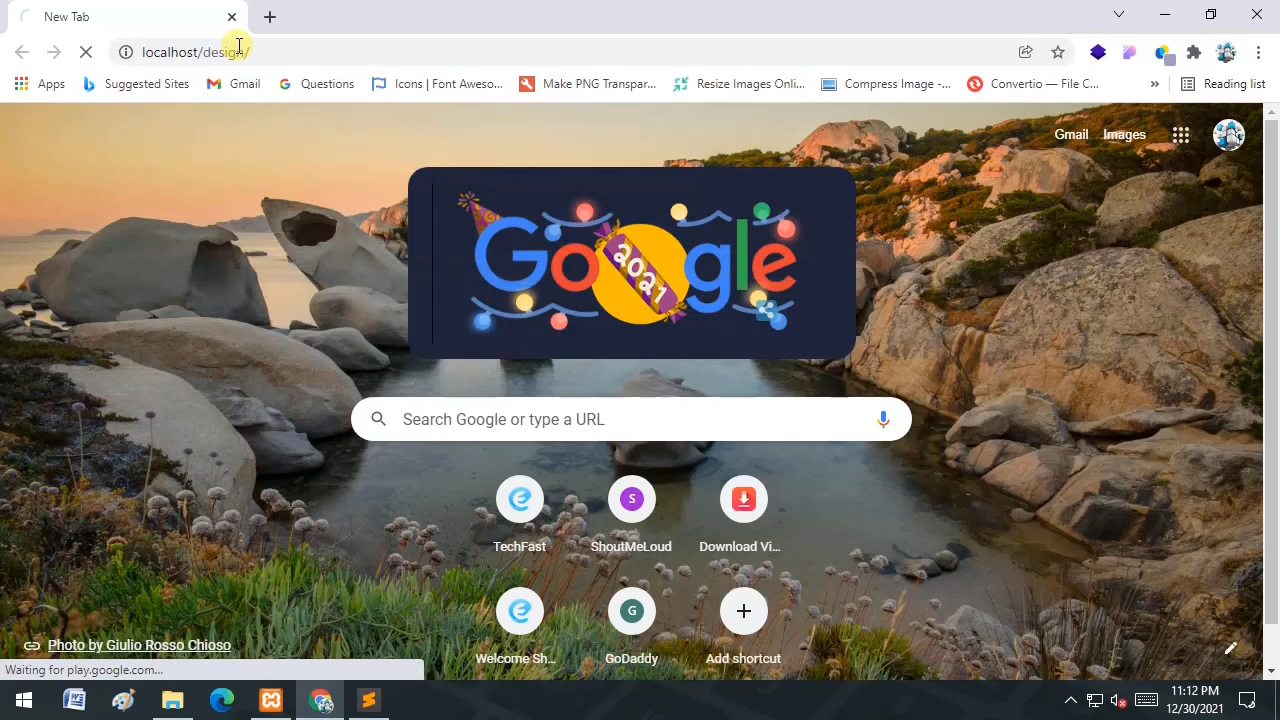 New Tab
localhost/design/
Apps
Suggested Sites
Gmail
Questions
Icons | Font Aweso...
Make PNG Transpar...
Resize Images Onli...
Compress Image -...
Convertio — File C...
»
Reading list
Gmail
Images
Google
2021
Search Google or type a URL
S
TechFast
ShoutMeLoud
Download Vi...
G
Welcome Sh...
GoDaddy
Add shortcut
Photo by Giulio Rosso Chioso
Waiting for play.google.com...
11:12 PM
12/30/2021